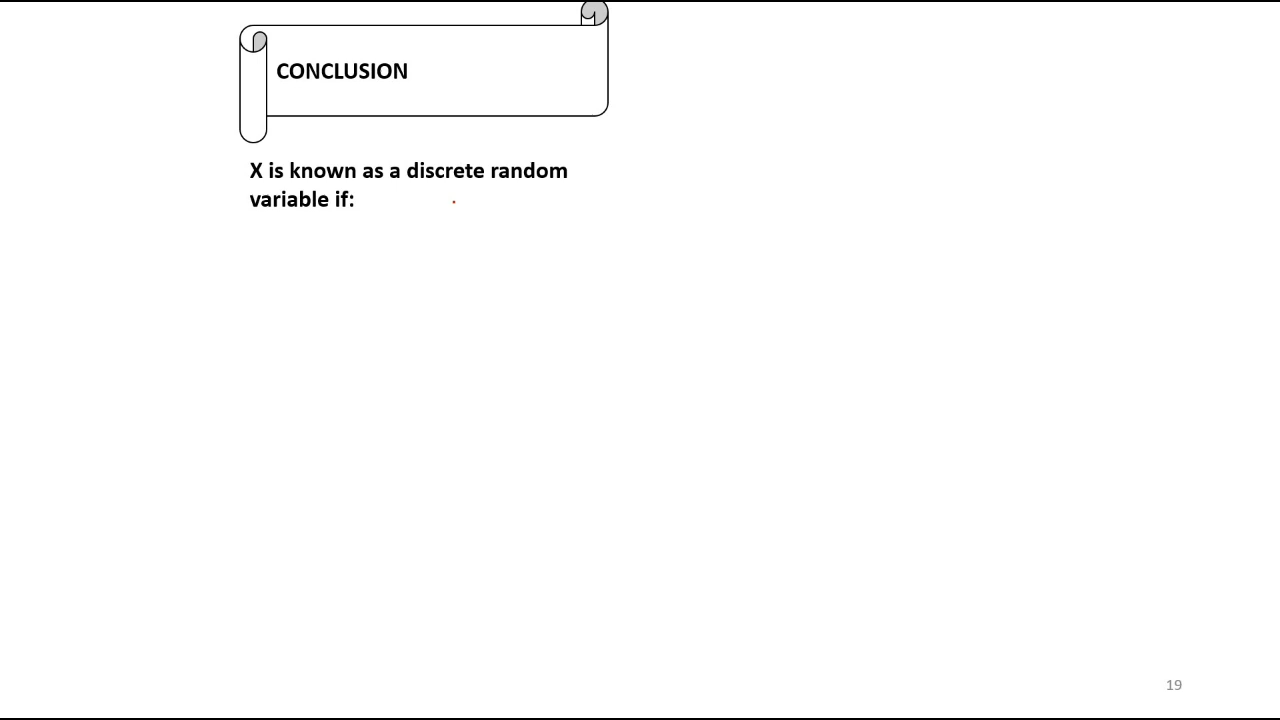 CONCLUSION
X is known as a discrete random
variable if:
19